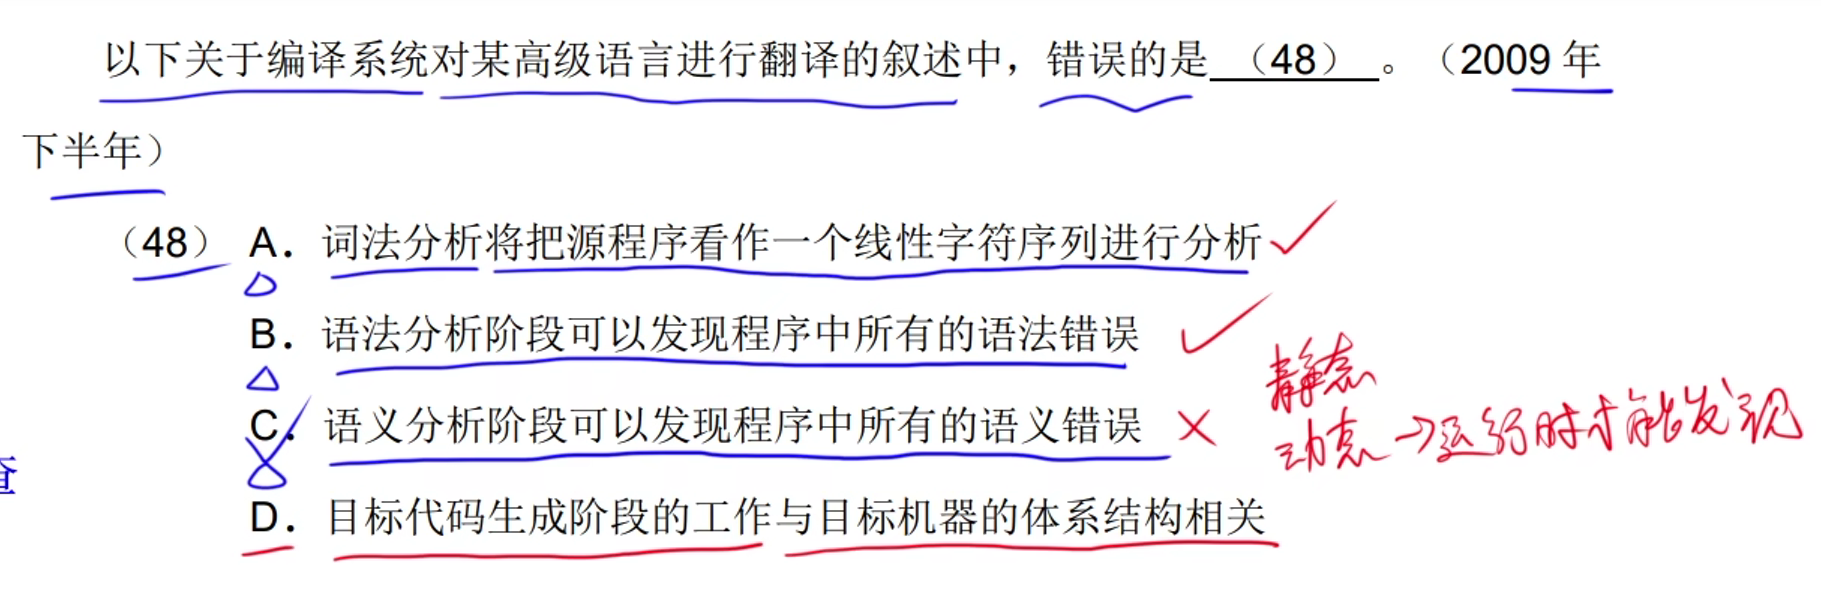 以下关于编译系统对某高级语言进行翻译的叙述中，错误的是（48）。（2009 年
下半年）
（48） A．词法分析将把源程序看作一个线性字符序列进行分析
B．语法分析阶段可以发现程序中所有的语法错误
静态
C．语义分析阶段可以发现程序中所有的语义错误
动态→运行时才能发现
查
D．目标代码生成阶段的工作与目标机器的体系结构相关